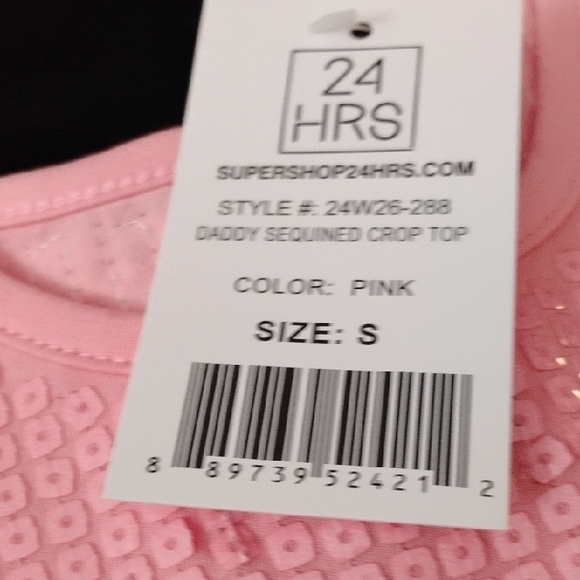 24
HRS
SUPERSHOP24HRS.COM
STYLE #: 24W26-288
DADDY SEQUINED CROP TOP
COLOR: PINK
SIZE: S
8 89739 52421 2